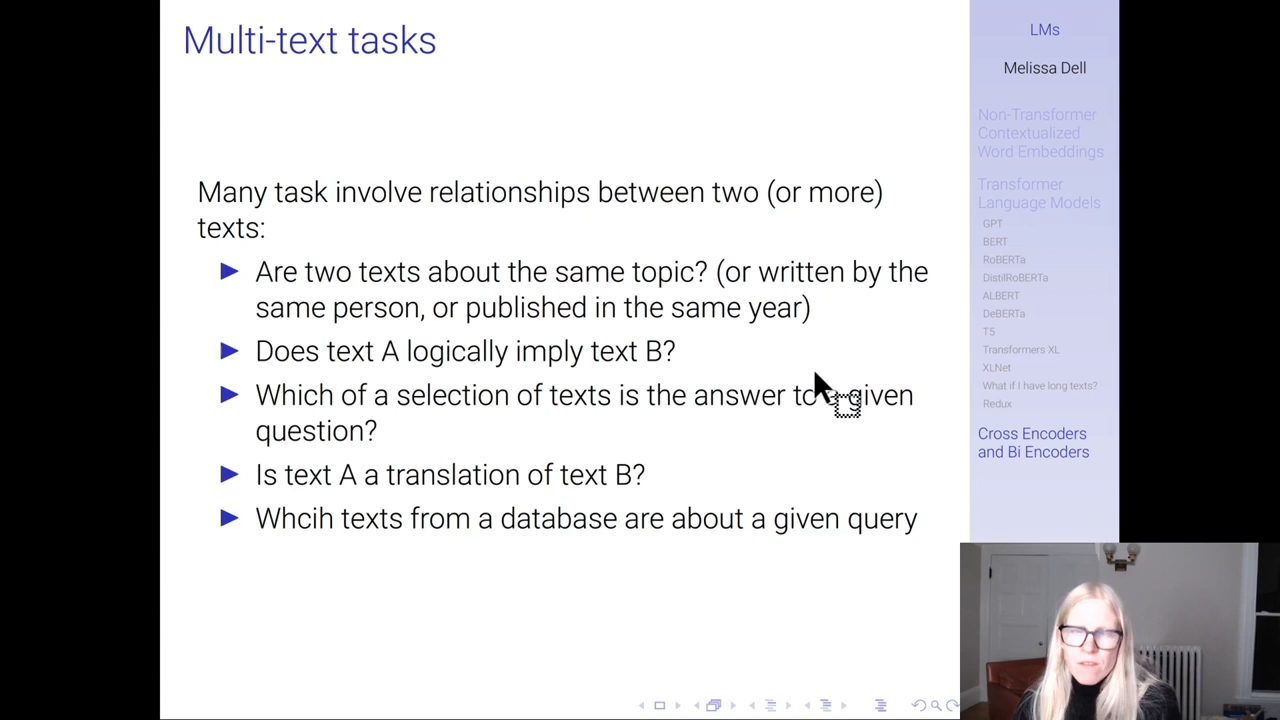 Multi-text tasks
Many task involve relationships between two (or more)
texts:
Are two texts about the same topic? (or written by the
same person, or published in the same year)
Does text A logically imply text B?
Which of a selection of texts is the answer to a given
question?
Is text A a translation of text B?
Whcih texts from a database are about a given query
LMs
Melissa Dell
Non-Transformer
Contextualized
Word Embeddings
Transformer
Language Models
GPT
BERT
RoBERTa
DistilRoBERTa
ALBERT
DeBERTa
T5
Transformers XL
XLNet
What if I have long texts?
Redux
Cross Encoders
and Bi Encoders